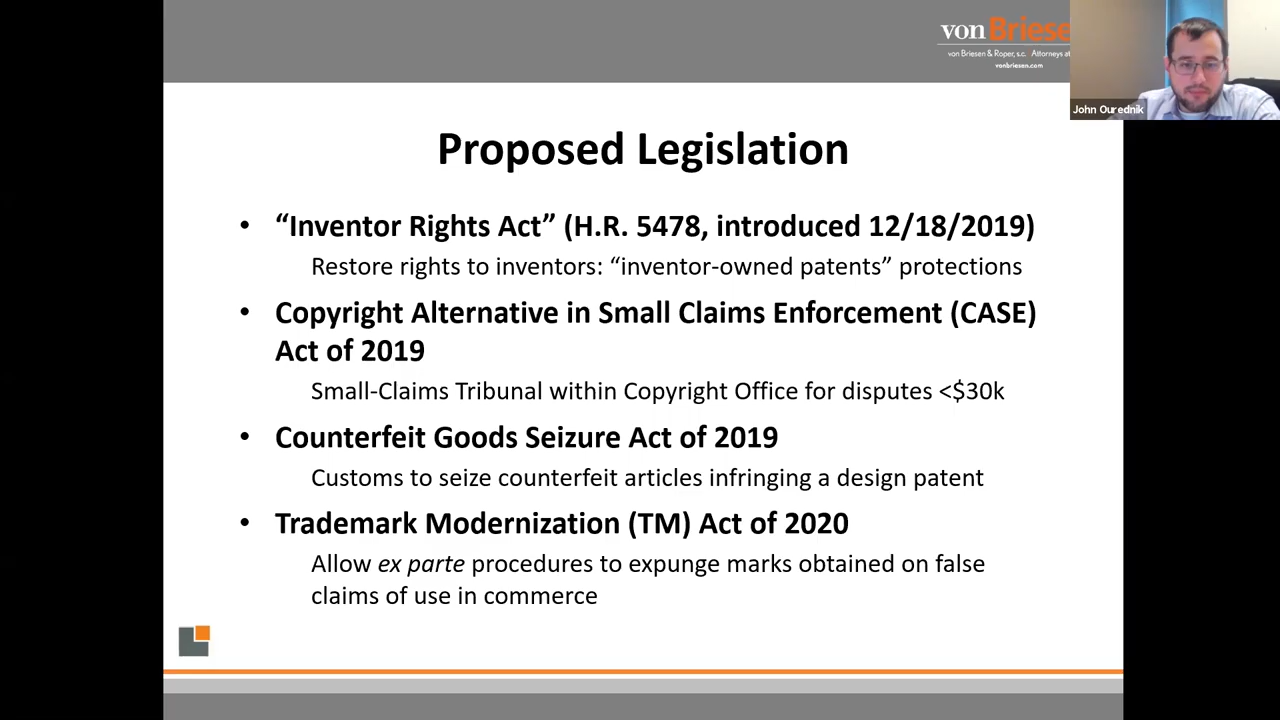 von Briese
von Briesen & Roper, s.c. Attorneys at
vonbriesen.com
John Ourednik
Proposed Legislation
• “Inventor Rights Act” (H.R. 5478, introduced 12/18/2019)
Restore rights to inventors: “inventor-owned patents” protections
• Copyright Alternative in Small Claims Enforcement (CASE)
Act of 2019
Small-Claims Tribunal within Copyright Office for disputes <$30k
• Counterfeit Goods Seizure Act of 2019
Customs to seize counterfeit articles infringing a design patent
• Trademark Modernization (TM) Act of 2020
Allow ex parte procedures to expunge marks obtained on false
claims of use in commerce